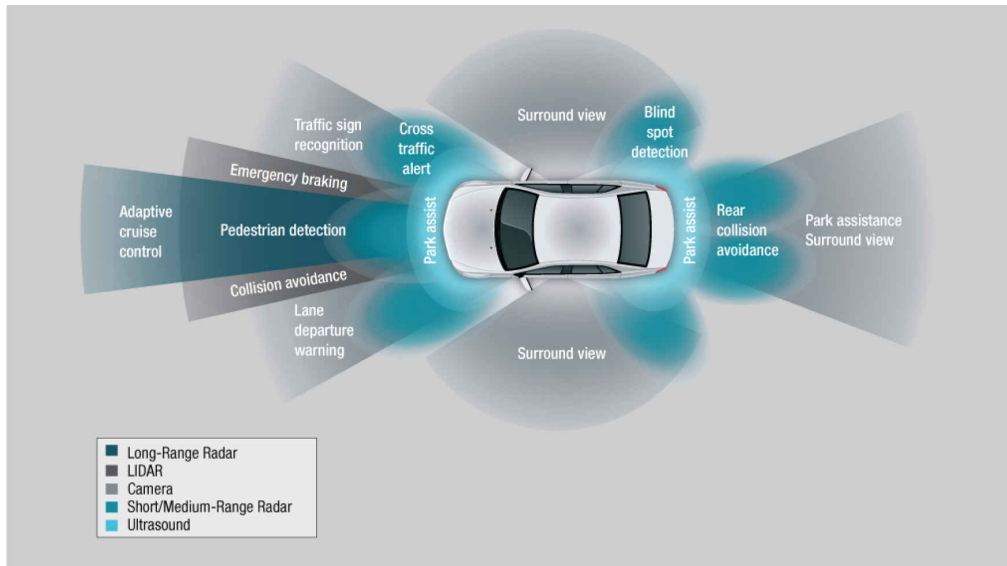 Surround view
Blind
spot
detection
Traffic sign
recognition
Cross
traffic
alert
Emergency braking
Adaptive
cruise
control
Pedestrian detection
Park assist
Park assist
Rear
collision
avoidance
Park assistance
Surround view
Collision avoidance
Lane
departure
warning
Surround view
Long-Range Radar
LIDAR
Camera
Short/Medium-Range Radar
Ultrasound